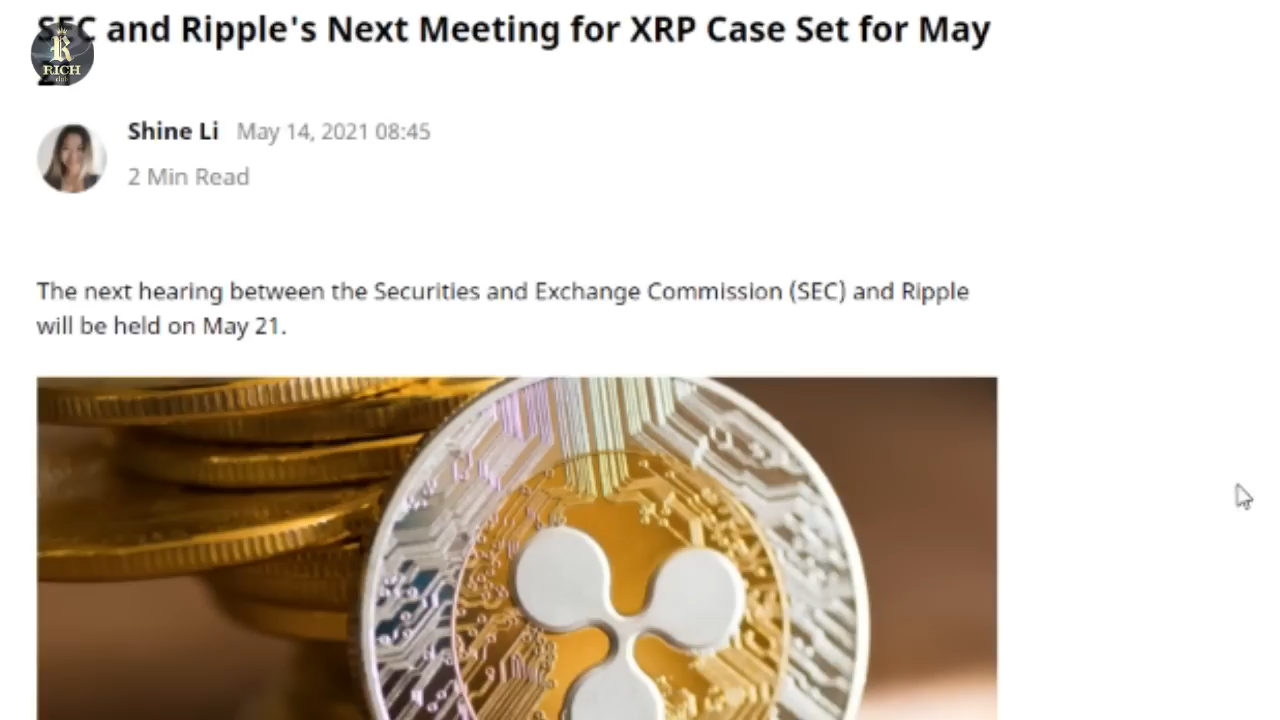 SEC and Ripple's Next Meeting for XRP Case Set for May
RICH
club
Shine Li May 14, 2021 08:45
2 Min Read
The next hearing between the Securities and Exchange Commission (SEC) and Ripple
will be held on May 21.